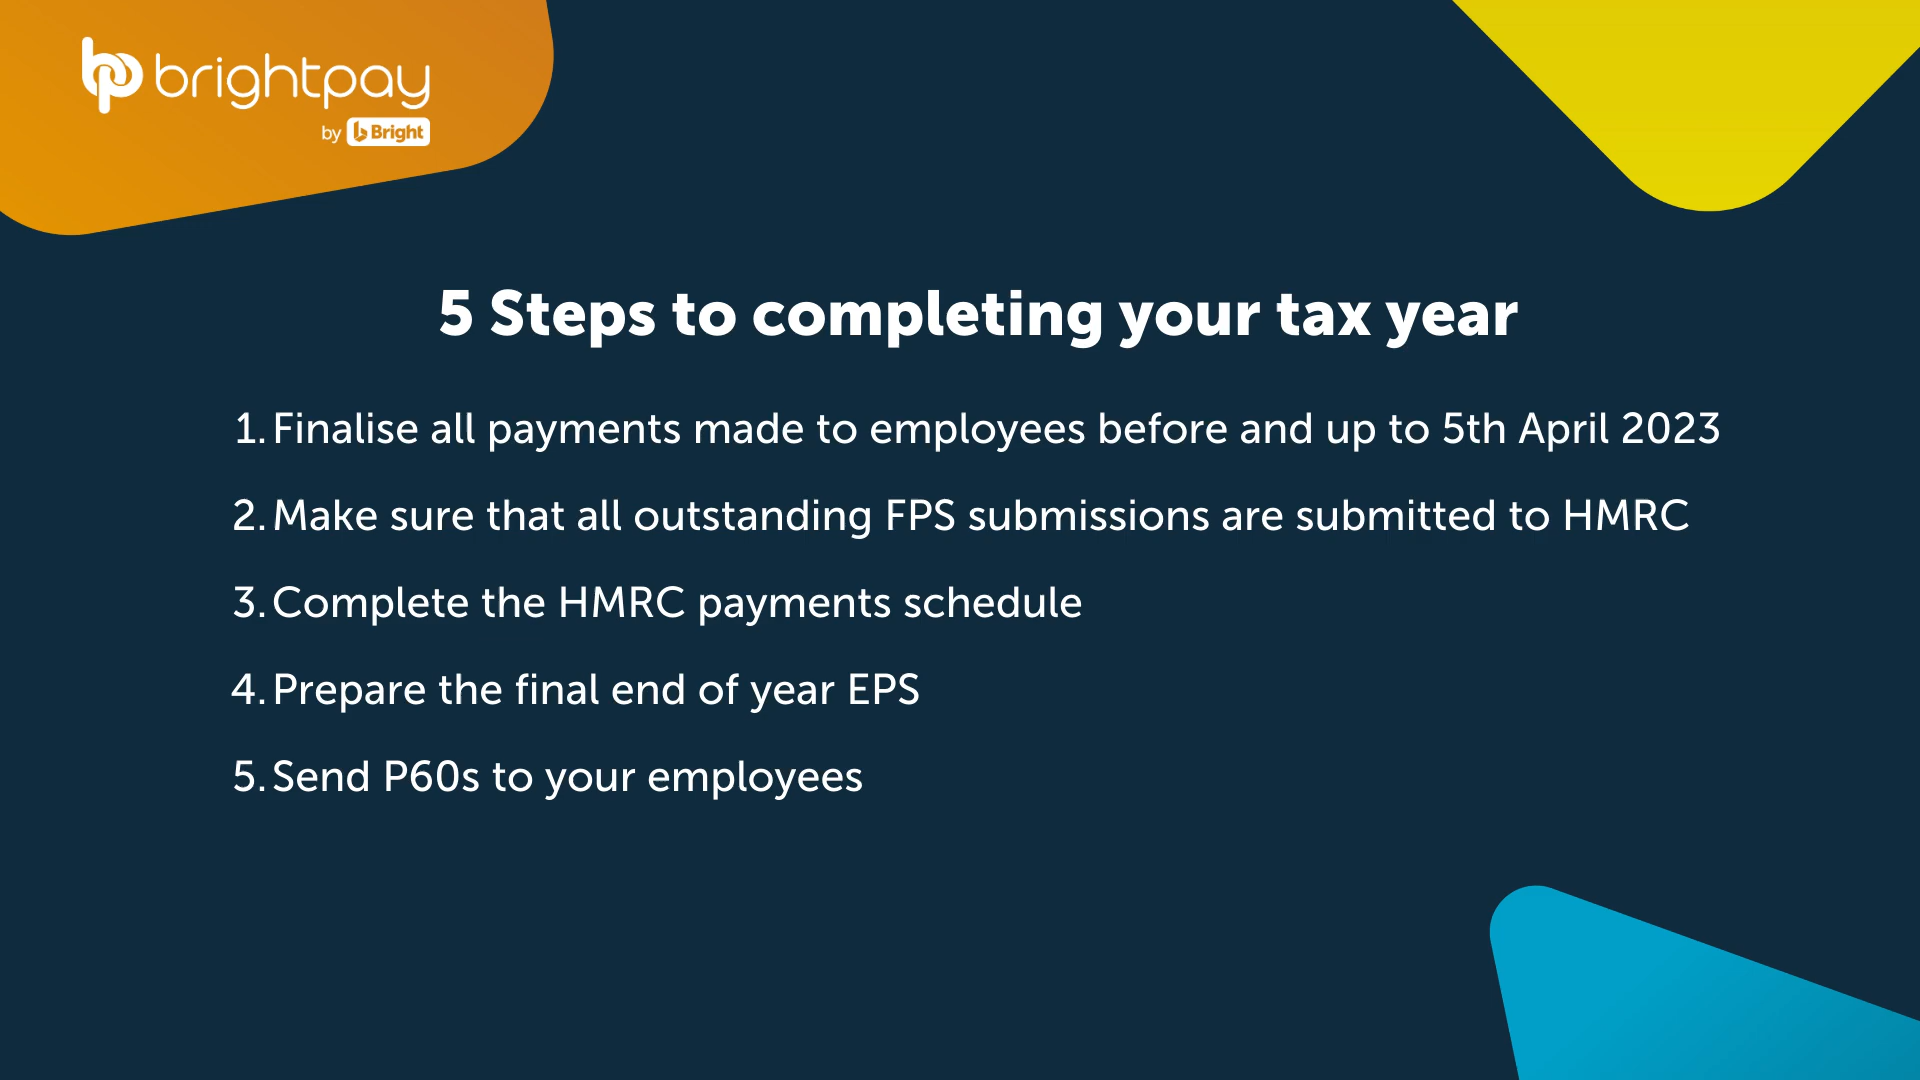 brightpay
by Bright
5 Steps to completing your tax year
1. Finalise all payments made to employees before and up to 5th April 2023
2. Make sure that all outstanding FPS submissions are submitted to HMRC
3. Complete the HMRC payments schedule
4. Prepare the final end of year EPS
5. Send P60s to your employees